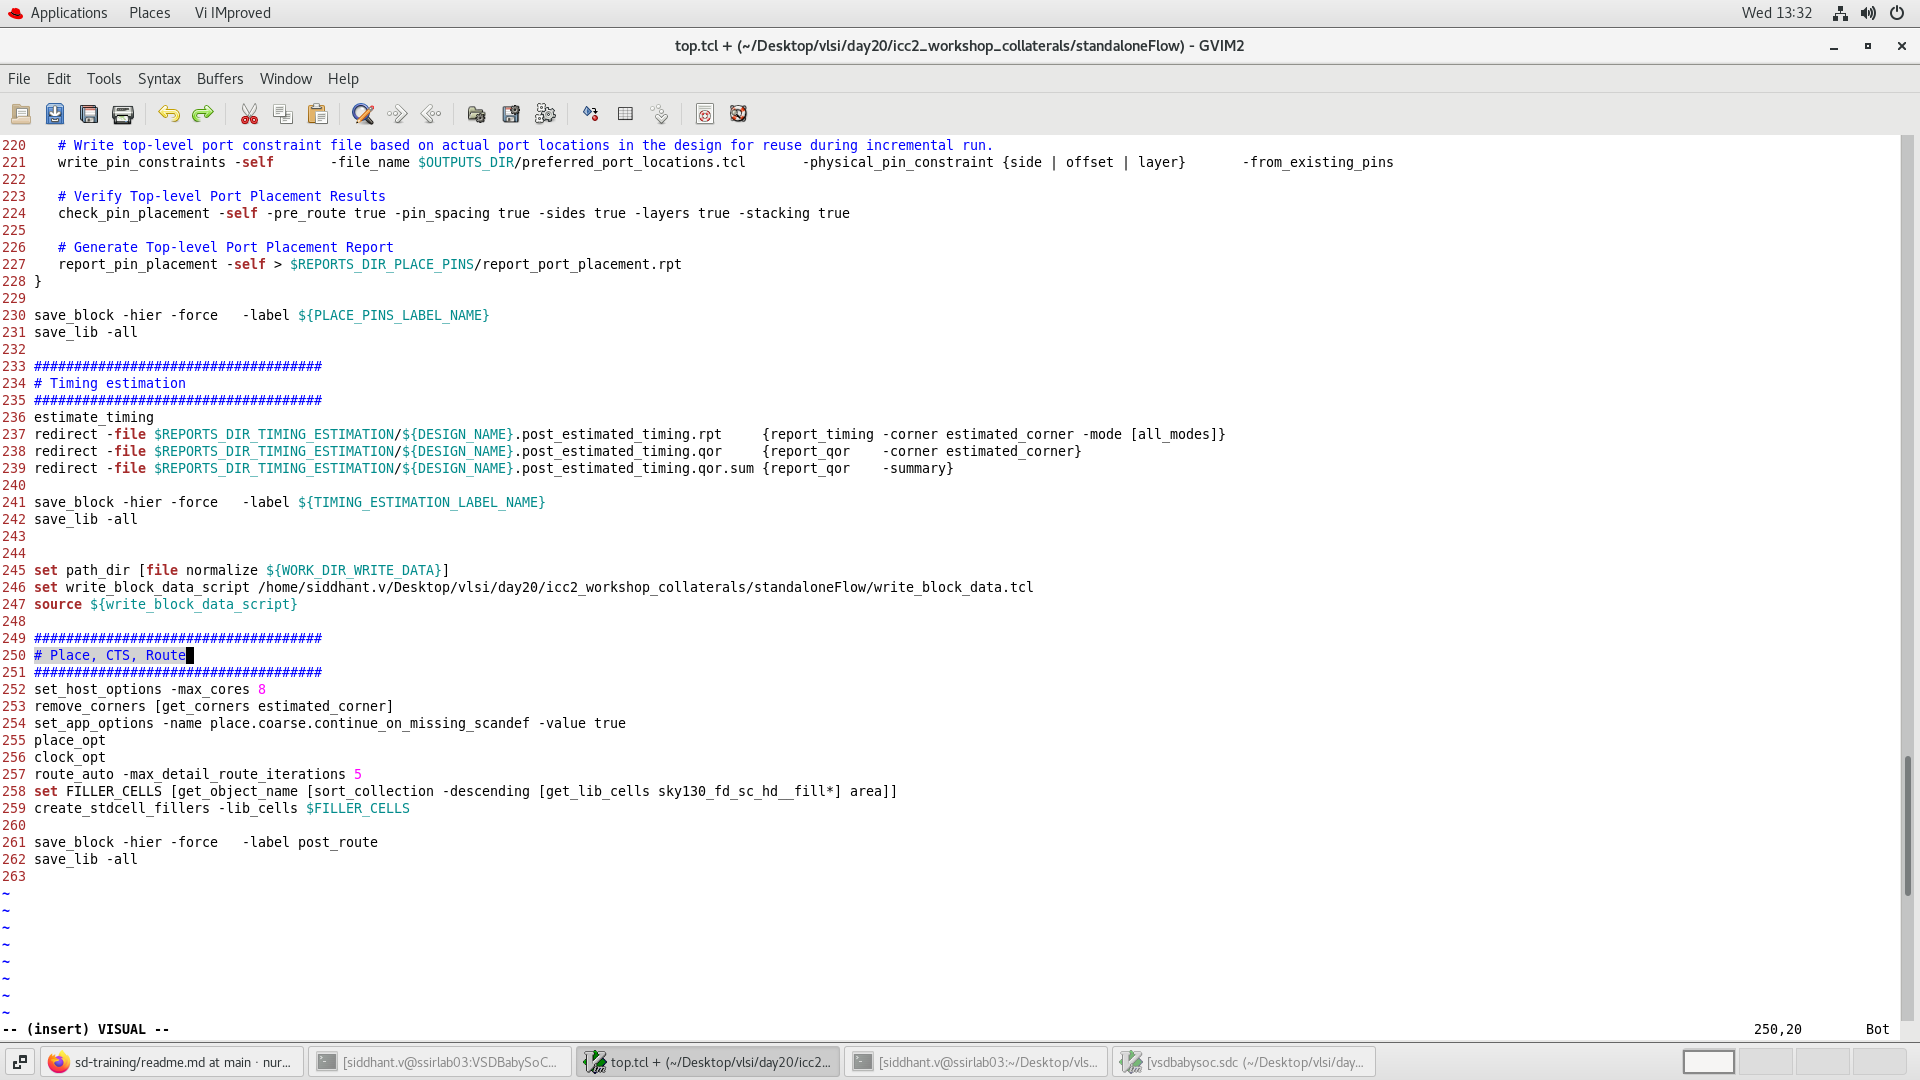 Applications Places Vi IMproved Wed 13:32
top.tcl + (~/Desktop/vlsi/day20/icc2_workshop_collaterals/standaloneFlow) - GVIM2
File Edit Tools Syntax Buffers Window Help
220    # Write top-level port constraint file based on actual port locations in the design for reuse during incremental run.
221    write_pin_constraints -self       -file_name $OUTPUTS_DIR/preferred_port_locations.tcl       -physical_pin_constraint {side | offset | layer}       -from_existing_pins
222
223    # Verify Top-level Port Placement Results
224    check_pin_placement -self -pre_route true -pin_spacing true -sides true -layers true -stacking true
225
226    # Generate Top-level Port Placement Report
227    report_pin_placement -self > $REPORTS_DIR_PLACE_PINS/report_port_placement.rpt
228 }
229
230 save_block -hier -force   -label ${PLACE_PINS_LABEL_NAME}
231 save_lib -all
232
233 ####################################
234 # Timing estimation
235 ####################################
236 estimate_timing
237 redirect -file $REPORTS_DIR_TIMING_ESTIMATION/${DESIGN_NAME}.post_estimated_timing.rpt     {report_timing -corner estimated_corner -mode [all_modes]}
238 redirect -file $REPORTS_DIR_TIMING_ESTIMATION/${DESIGN_NAME}.post_estimated_timing.qor     {report_qor    -corner estimated_corner}
239 redirect -file $REPORTS_DIR_TIMING_ESTIMATION/${DESIGN_NAME}.post_estimated_timing.qor.sum {report_qor    -summary}
240
241 save_block -hier -force   -label ${TIMING_ESTIMATION_LABEL_NAME}
242 save_lib -all
243
244
245 set path_dir [file normalize ${WORK_DIR_WRITE_DATA}]
246 set write_block_data_script /home/siddhant.v/Desktop/vlsi/day20/icc2_workshop_collaterals/standaloneFlow/write_block_data.tcl
247 source ${write_block_data_script}
248
249 ####################################
250 # Place, CTS, Route
251 ####################################
252 set_host_options -max_cores 8
253 remove_corners [get_corners estimated_corner]
254 set_app_options -name place.coarse.continue_on_missing_scandef -value true
255 place_opt
256 clock_opt
257 route_auto -max_detail_route_iterations 5
258 set FILLER_CELLS [get_object_name [sort_collection -descending [get_lib_cells sky130_fd_sc_hd__fill*] area]]
259 create_stdcell_fillers -lib_cells $FILLER_CELLS
260
261 save_block -hier -force   -label post_route
262 save_lib -all
263
~
~
~
~
~
~
~
~
-- (insert) VISUAL -- 250,20 Bot
sd-training/readme.md at main · nur... [siddhant.v@ssirlab03:VSDBabySoC... top.tcl + (~/Desktop/vlsi/day20/icc2... [siddhant.v@ssirlab03:~/Desktop/vls... [vsdbabysoc.sdc (~/Desktop/vlsi/day...